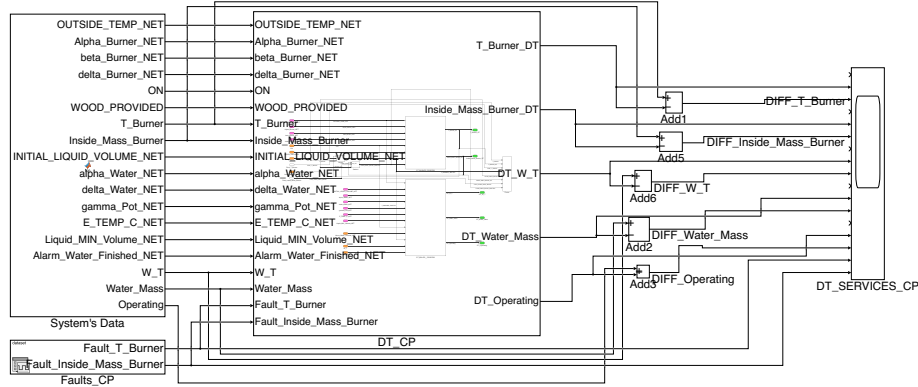 OUTSIDE_TEMP_NET
Alpha_Burner_NET
beta_Burner_NET
delta_Burner_NET
ON
WOOD_PROVIDED
T_Burner
Inside_Mass_Burner
INITIAL_LIQUID_VOLUME_NET
alpha_Water_NET
delta_Water_NET
gamma_Pot_NET
E_TEMP_C_NET
Liquid_MIN_Volume_NET
Alarm_Water_Finished_NET
W_T
Water_Mass
Operating
System's Data
Fault_T_Burner
Fault_Inside_Mass_Burner
Faults_CP
OUTSIDE_TEMP_NET
Alpha_Burner_NET
beta_Burner_NET
delta_Burner_NET
ON
WOOD_PROVIDED
T_Burner
Inside_Mass_Burner
INITIAL_LIQUID_VOLUME_NET
alpha_Water_NET
delta_Water_NET
gamma_Pot_NET
E_TEMP_C_NET
Liquid_MIN_Volume_NET
Alarm_Water_Finished_NET
W_T
Water_Mass
Fault_T_Burner
Fault_Inside_Mass_Burner
T_Burner_DT
Inside_Mass_Burner_DT
DT_W_T
DT_Water_Mass
DT_Operating
DT_CP
Add1
DIFF_T_Burner
Add5
DIFF_Inside_Mass_Burner
Add6
DIFF_W_T
Add2
DIFF_Water_Mass
Add3
DIFF_Operating
DT_SERVICES_CP